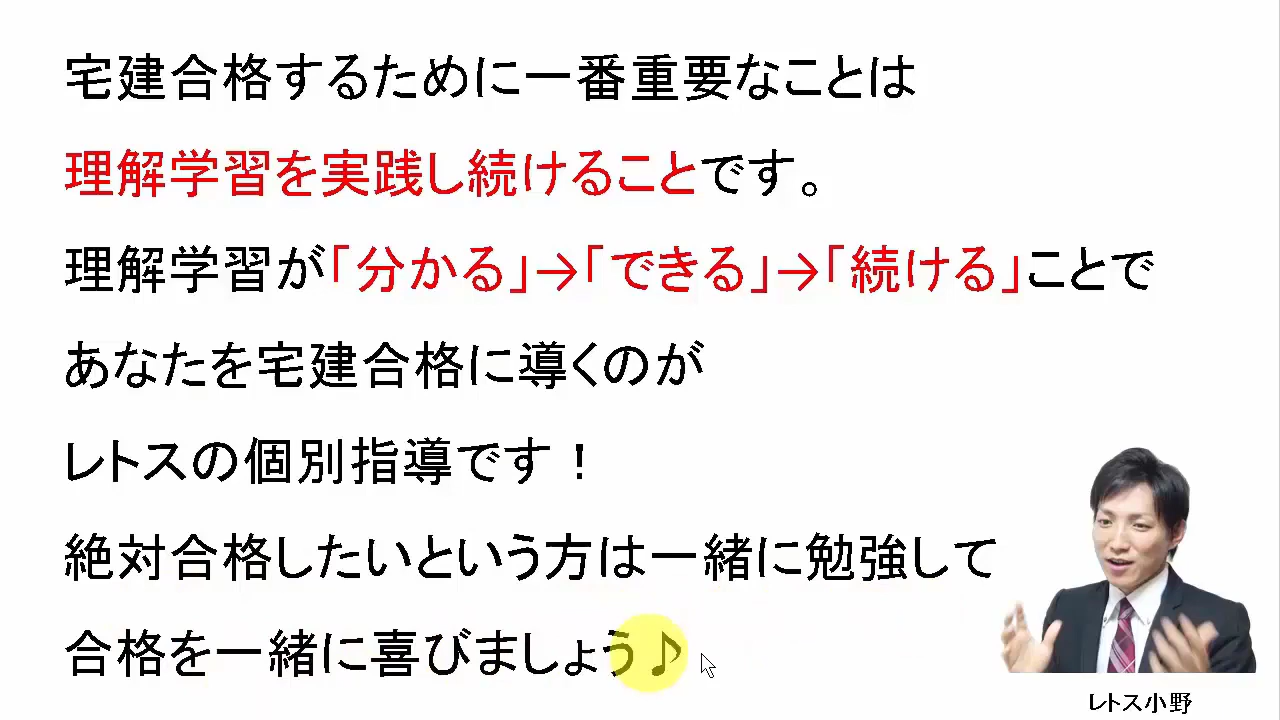 宅建合格するために一番重要なことは
理解学習を実践し続けることです。
理解学習が「分かる」→「できる」→「続ける」ことで
あなたを宅建合格に導くのが
レトスの個別指導です！
絶対合格したいという方は一緒に勉強して
合格を一緒に喜びましょう♪
レトス小野